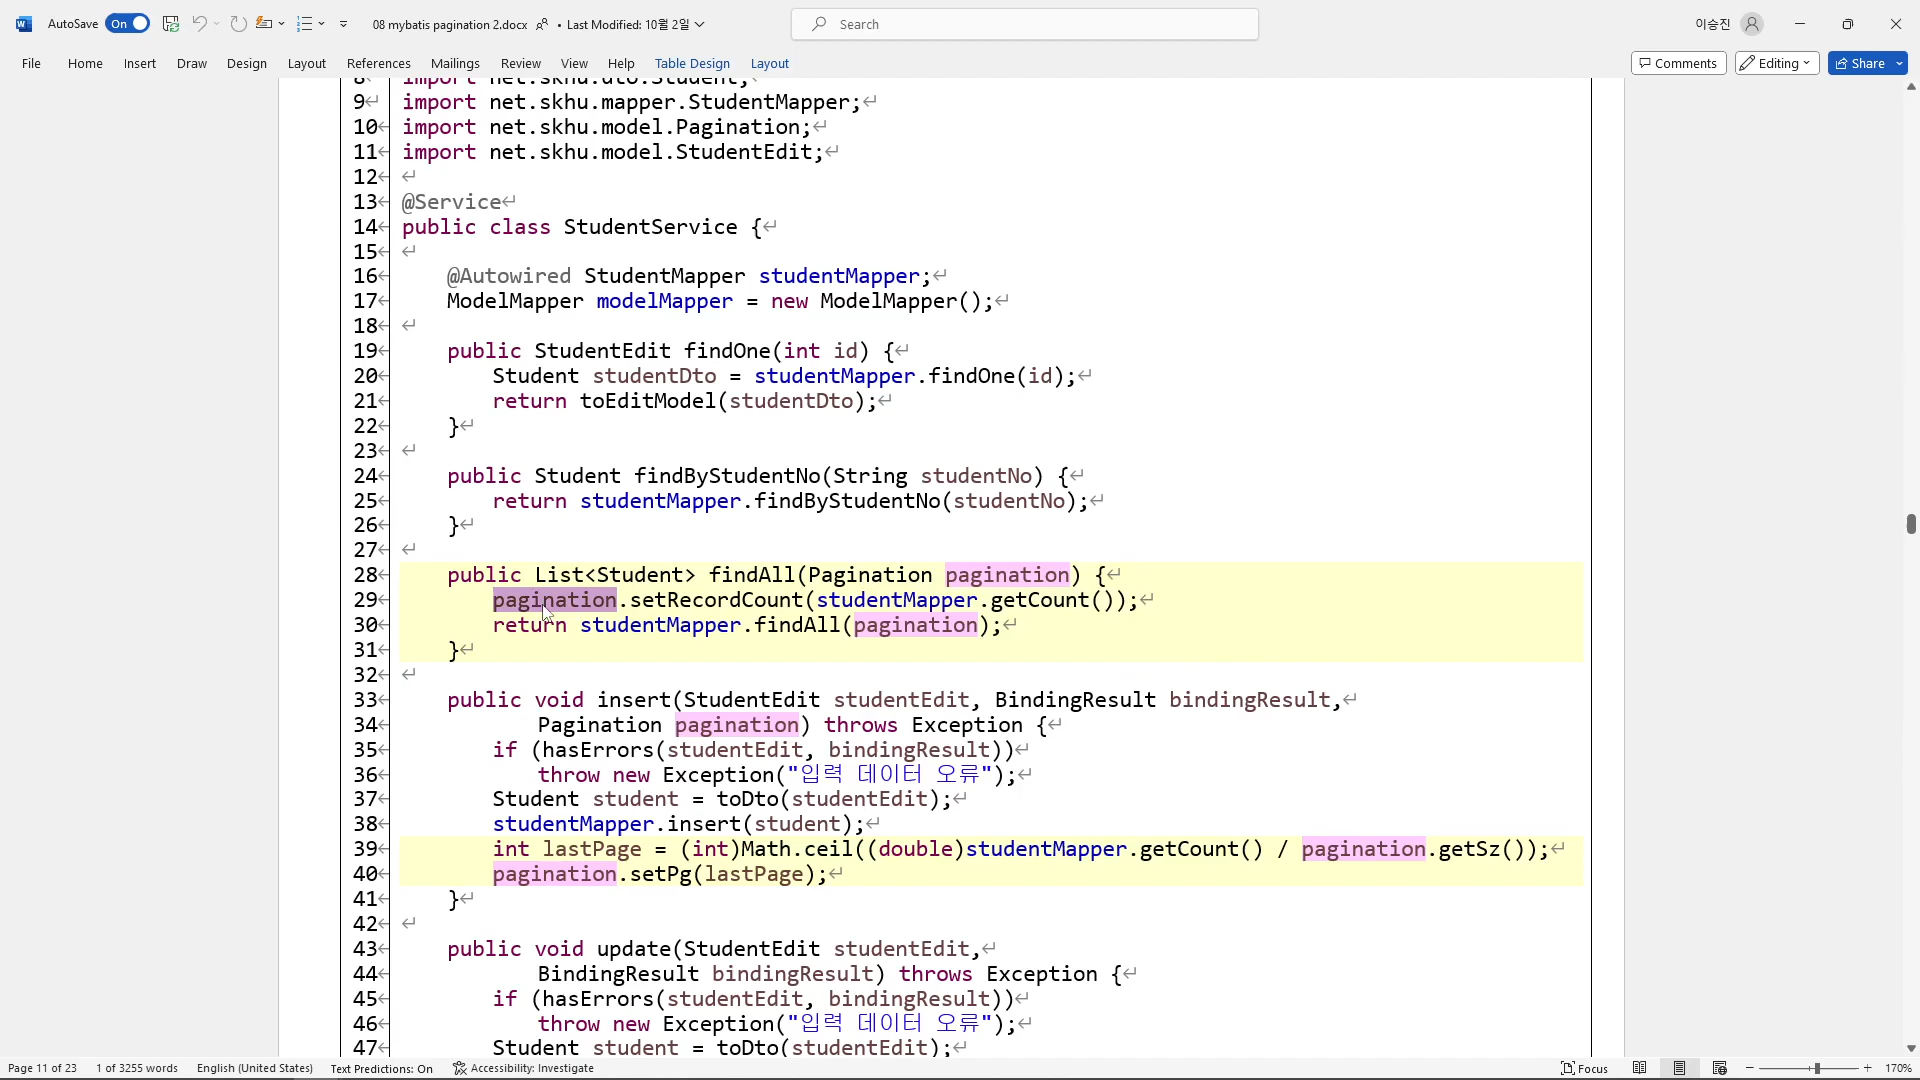 AutoSave On 08 mybatis pagination 2.docx • Last Modified: 10월 2일 Search 이승진
File Home Insert Draw Design Layout References Mailings Review View Help Table Design Layout Comments Editing Share
8 import net.skhu.dto.Student;
9 import net.skhu.mapper.StudentMapper;
10 import net.skhu.model.Pagination;
11 import net.skhu.model.StudentEdit;
12
13 @Service
14 public class StudentService {
15
16 @Autowired StudentMapper studentMapper;
17 ModelMapper modelMapper = new ModelMapper();
18
19 public StudentEdit findOne(int id) {
20 Student studentDto = studentMapper.findOne(id);
21 return toEditModel(studentDto);
22 }
23
24 public Student findByStudentNo(String studentNo) {
25 return studentMapper.findByStudentNo(studentNo);
26 }
27
28 public List<Student> findAll(Pagination pagination) {
29 pagination.setRecordCount(studentMapper.getCount());
30 return studentMapper.findAll(pagination);
31 }
32
33 public void insert(StudentEdit studentEdit, BindingResult bindingResult,
34 Pagination pagination) throws Exception {
35 if (hasErrors(studentEdit, bindingResult))
36 throw new Exception("입력 데이터 오류");
37 Student student = toDto(studentEdit);
38 studentMapper.insert(student);
39 int lastPage = (int)Math.ceil((double)studentMapper.getCount() / pagination.getSz());
40 pagination.setPg(lastPage);
41 }
42
43 public void update(StudentEdit studentEdit,
44 BindingResult bindingResult) throws Exception {
45 if (hasErrors(studentEdit, bindingResult))
46 throw new Exception("입력 데이터 오류");
47 Student student = toDto(studentEdit);
Page 11 of 23 1 of 3255 words English (United States) Text Predictions: On Accessibility: Investigate Focus 170%